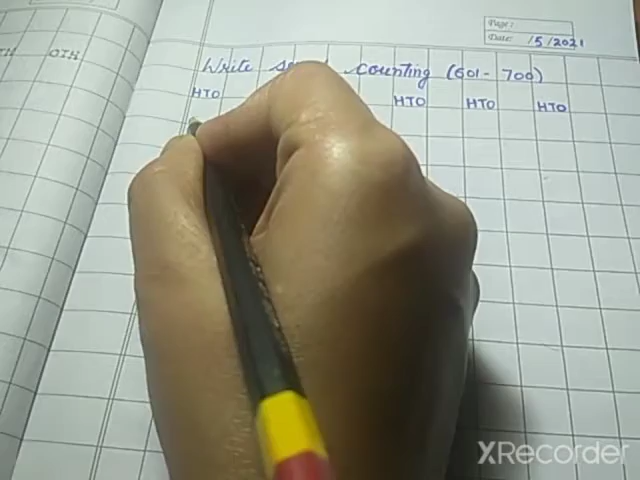 Page:
Date: /5/2021
Write counting (601 - 700)
HTO HTO HTO HTO
OTH
XRecorder